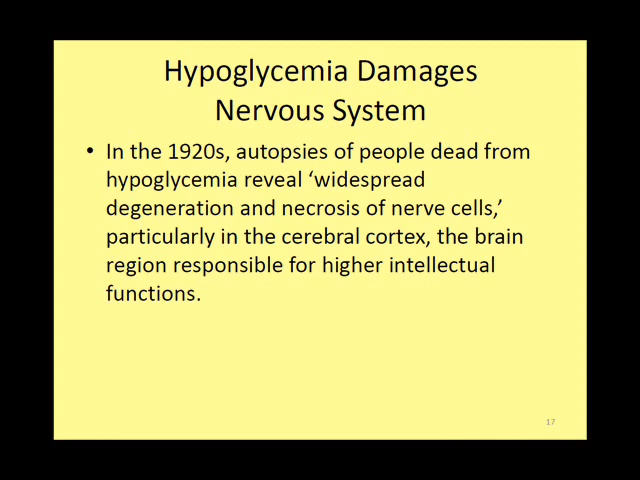 Hypoglycemia Damages
Nervous System
• In the 1920s, autopsies of people dead from
hypoglycemia reveal ‘widespread
degeneration and necrosis of nerve cells,’
particularly in the cerebral cortex, the brain
region responsible for higher intellectual
functions.
17